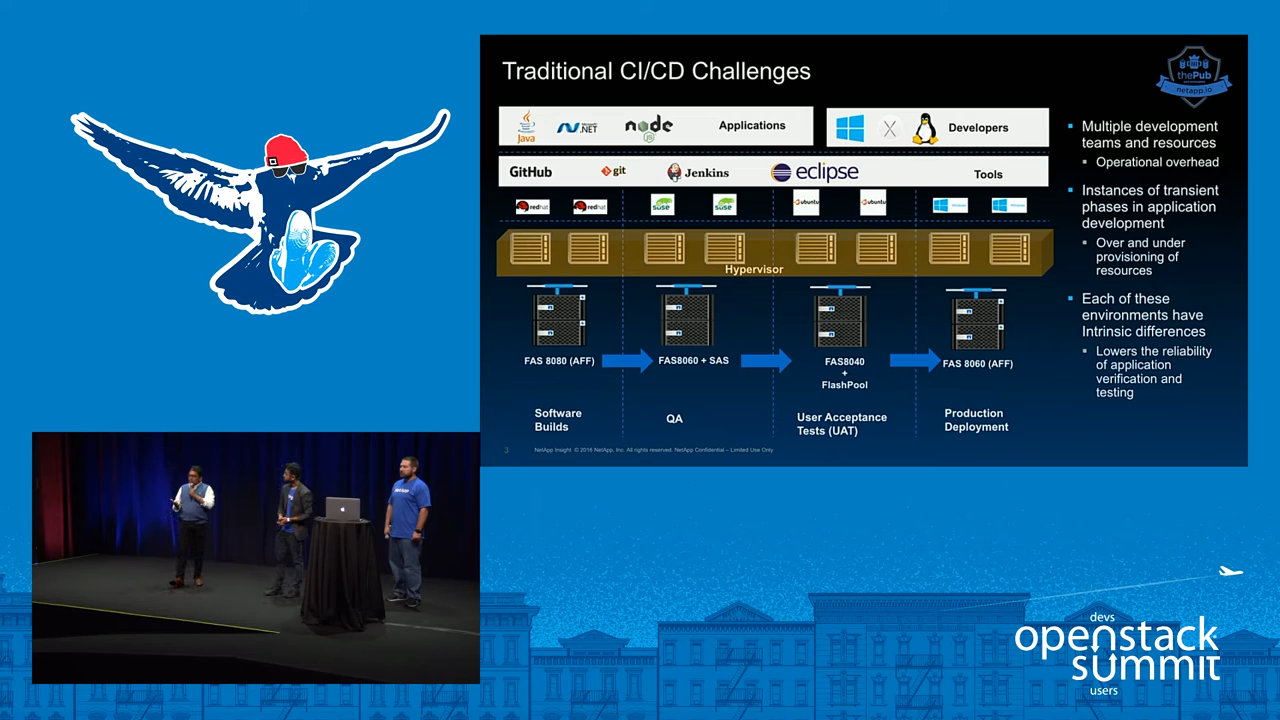 Traditional CI/CD Challenges
thePub
netapp.io
Java
Microsoft
.NET
node
JS
Applications
X
Developers
GitHub
git
Jenkins
eclipse
Tools
redhat
redhat
SUSE
SUSE
ubuntu
ubuntu
Windows
Windows
Hypervisor
FAS 8080 (AFF)
FAS8060 + SAS
FAS8040
+
FlashPool
FAS 8060 (AFF)
Software
Builds
QA
User Acceptance
Tests (UAT)
Production
Deployment
Multiple development
teams and resources
Operational overhead
Instances of transient
phases in application
development
Over and under
provisioning of
resources
Each of these
environments have
Intrinsic differences
Lowers the reliability
of application
verification and
testing
3
NetApp Insight © 2016 NetApp, Inc. All rights reserved. NetApp Confidential – Limited Use Only
devs
openstack
summit
users